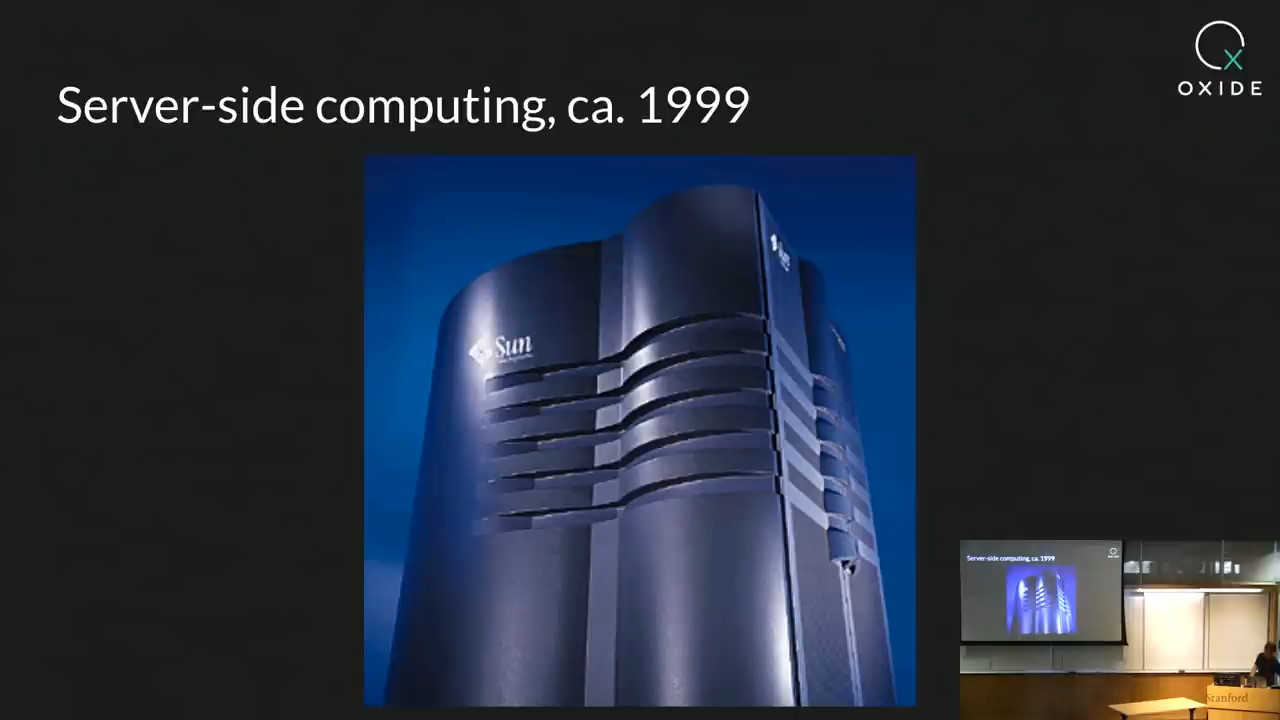 Server-side computing, ca. 1999
OXIDE
Sun
Server-side computing, ca. 1999
Stanford